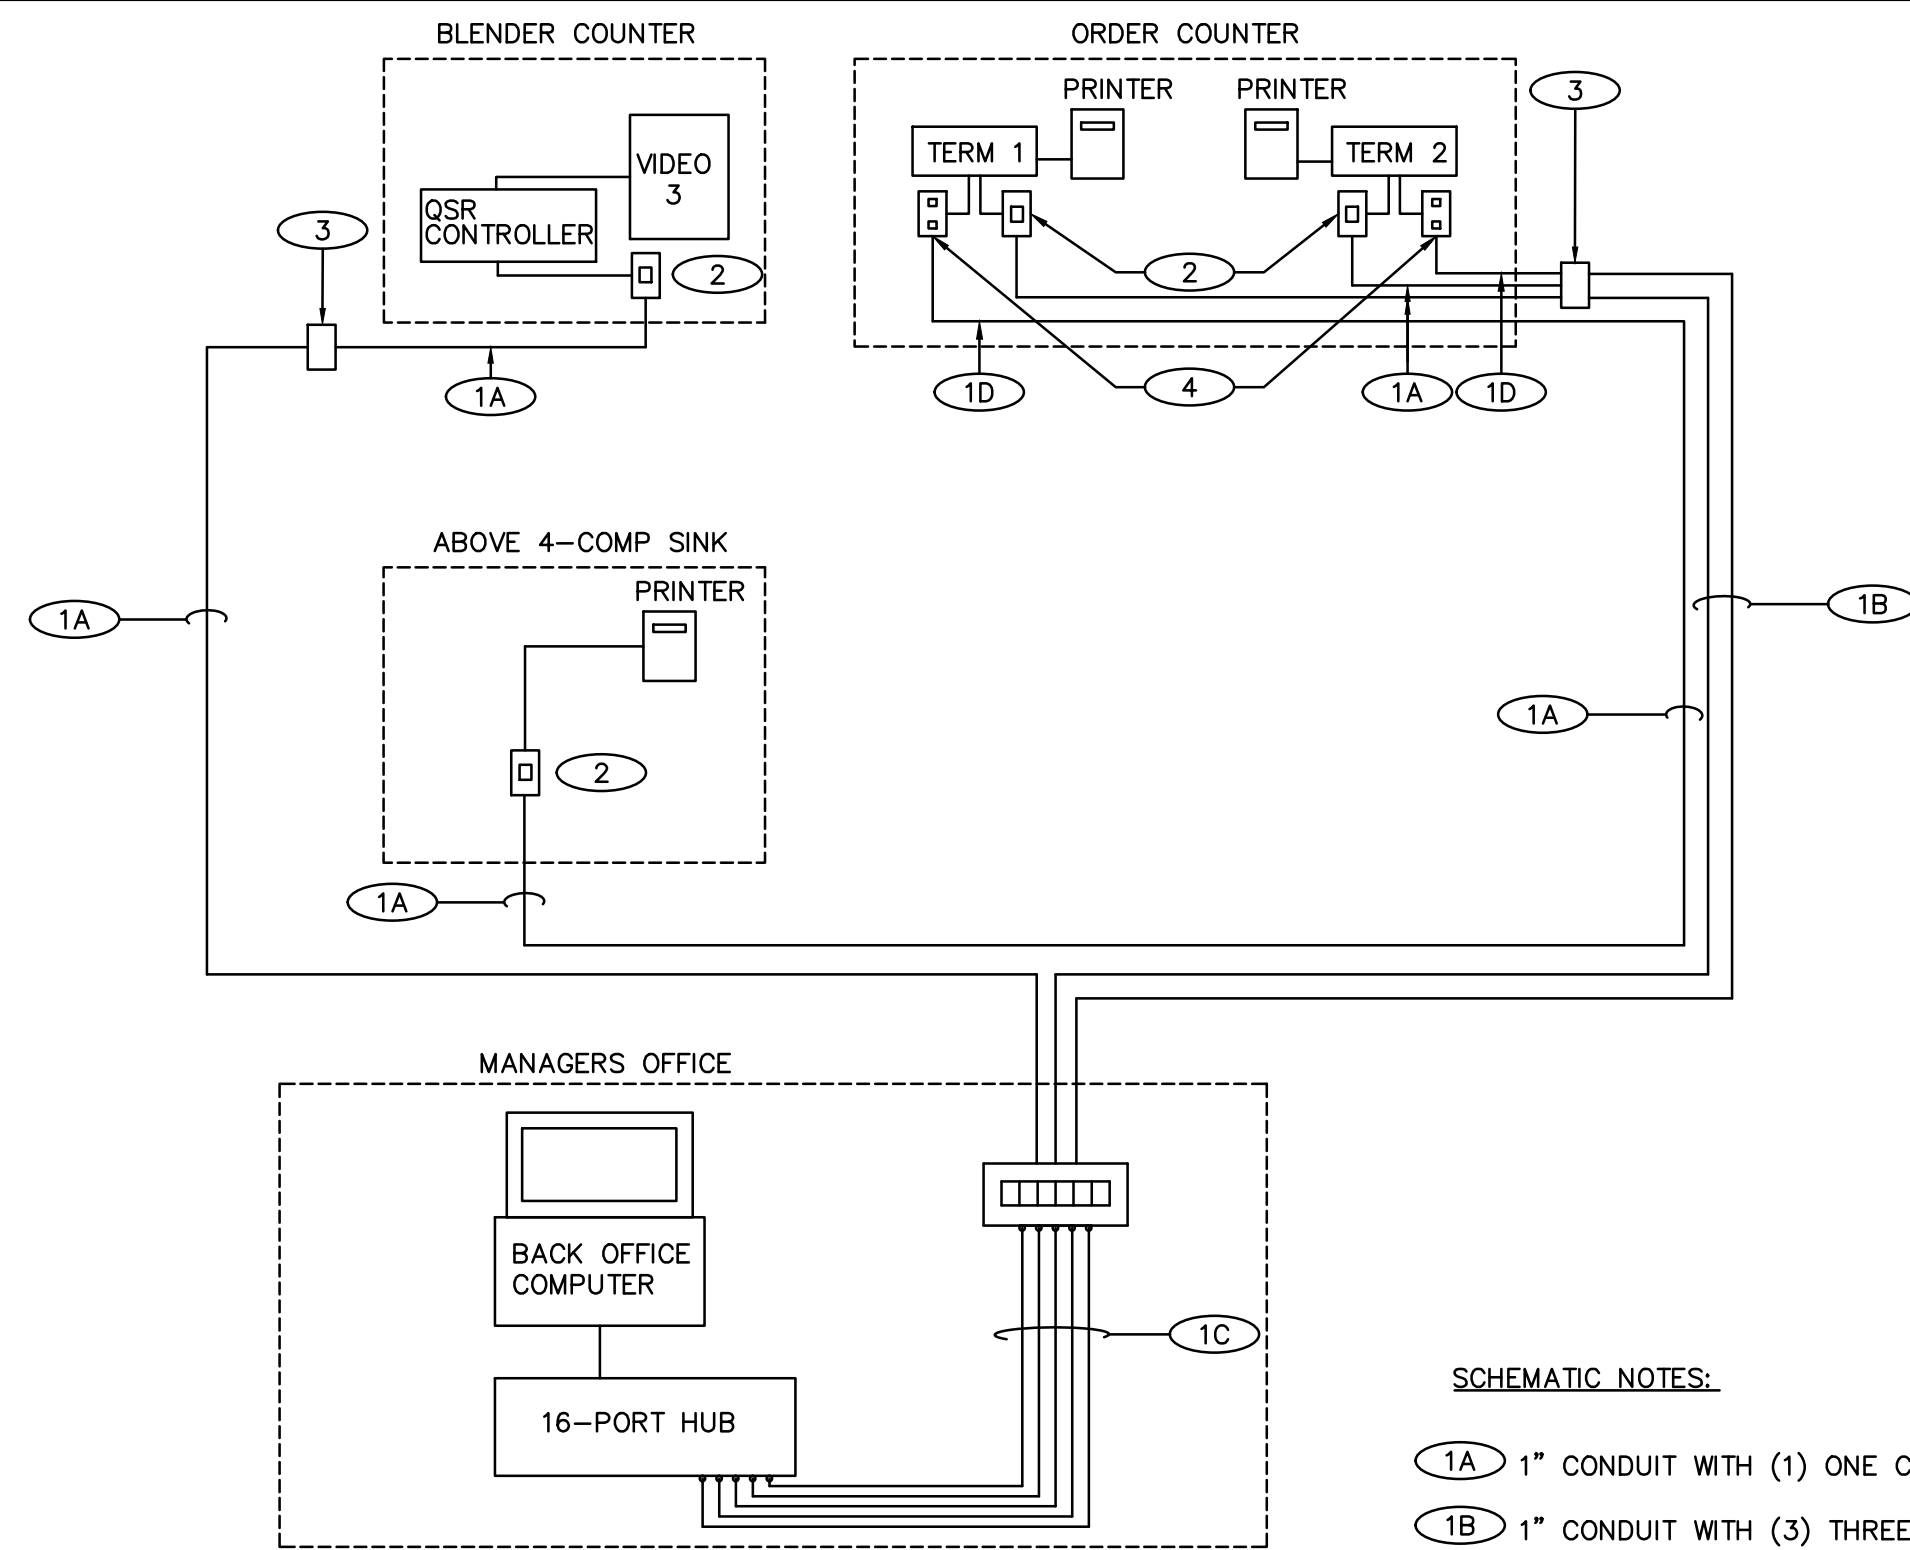 BLENDER COUNTER
ORDER COUNTER
PRINTER
PRINTER
3
TERM 1
TERM 2
VIDEO
3
QSR
CONTROLLER
3
2
2
1A
1D
4
1A
1D
ABOVE 4-COMP SINK
PRINTER
1A
1B
1A
2
1A
MANAGERS OFFICE
BACK OFFICE
COMPUTER
1C
16-PORT HUB
SCHEMATIC NOTES:
1A 1" CONDUIT WITH (1) ONE
1B 1" CONDUIT WITH (3) THREE